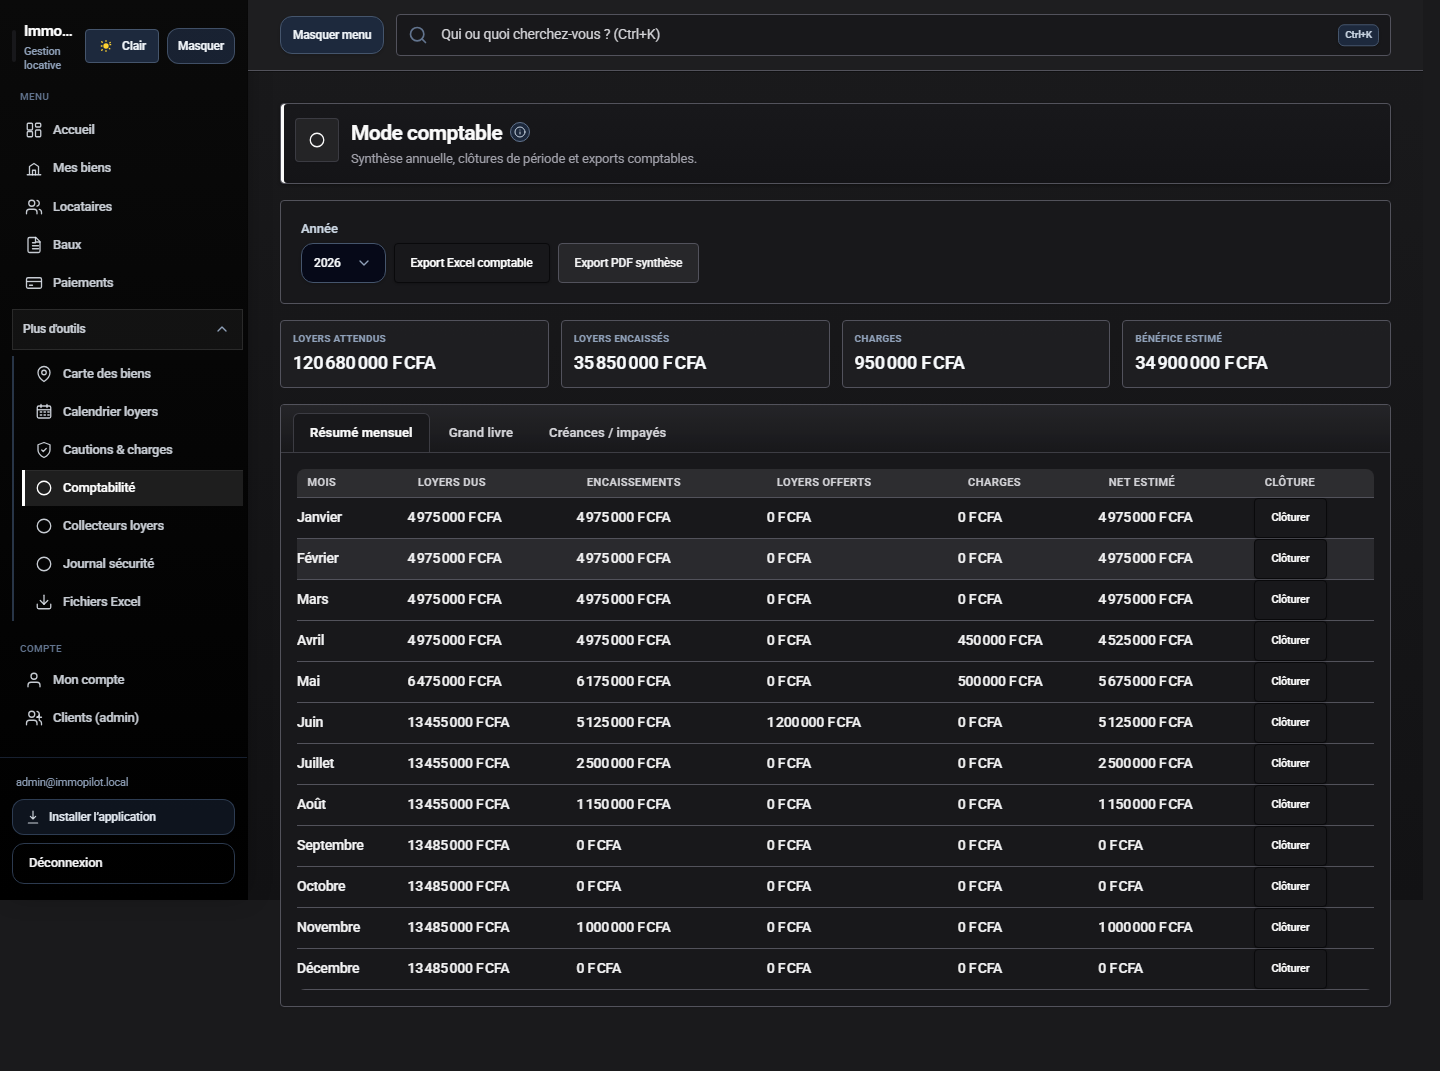 Immo...
Gestion locative
Clair
Masquer
MENU
Accueil
Mes biens
Locataires
Baux
Paiements
Plus d'outils
Carte des biens
Calendrier loyers
Cautions & charges
Comptabilité
Collecteurs loyers
Journal sécurité
Fichiers Excel
COMPTE
Mon compte
Clients (admin)
admin@immopilot.local
Installer l'application
Déconnexion
Masquer menu
Qui ou quoi cherchez-vous ? (Ctrl+K)
Ctrl+K
Mode comptable
Synthèse annuelle, clôtures de période et exports comptables.
Année
2026
Export Excel comptable
Export PDF synthèse
LOYERS ATTENDUS
120 680 000 FCFA
LOYERS ENCAISSÉS
35 850 000 FCFA
CHARGES
950 000 FCFA
BÉNÉFICE ESTIMÉ
34 900 000 FCFA
Résumé mensuel Grand livre Créances / impayés
MOIS LOYERS DUS ENCAISSEMENTS LOYERS OFFERTS CHARGES NET ESTIMÉ CLÔTURE
Janvier 4 975 000 FCFA 4 975 000 FCFA 0 FCFA 0 FCFA 4 975 000 FCFA Clôturer
Février 4 975 000 FCFA 4 975 000 FCFA 0 FCFA 0 FCFA 4 975 000 FCFA Clôturer
Mars 4 975 000 FCFA 4 975 000 FCFA 0 FCFA 0 FCFA 4 975 000 FCFA Clôturer
Avril 4 975 000 FCFA 4 975 000 FCFA 0 FCFA 450 000 FCFA 4 525 000 FCFA Clôturer
Mai 6 475 000 FCFA 6 175 000 FCFA 0 FCFA 500 000 FCFA 5 675 000 FCFA Clôturer
Juin 13 455 000 FCFA 5 125 000 FCFA 1 200 000 FCFA 0 FCFA 5 125 000 FCFA Clôturer
Juillet 13 455 000 FCFA 2 500 000 FCFA 0 FCFA 0 FCFA 2 500 000 FCFA Clôturer
Août 13 455 000 FCFA 1 150 000 FCFA 0 FCFA 0 FCFA 1 150 000 FCFA Clôturer
Septembre 13 485 000 FCFA 0 FCFA 0 FCFA 0 FCFA 0 FCFA Clôturer
Octobre 13 485 000 FCFA 0 FCFA 0 FCFA 0 FCFA 0 FCFA Clôturer
Novembre 13 485 000 FCFA 1 000 000 FCFA 0 FCFA 0 FCFA 1 000 000 FCFA Clôturer
Décembre 13 485 000 FCFA 0 FCFA 0 FCFA 0 FCFA 0 FCFA Clôturer